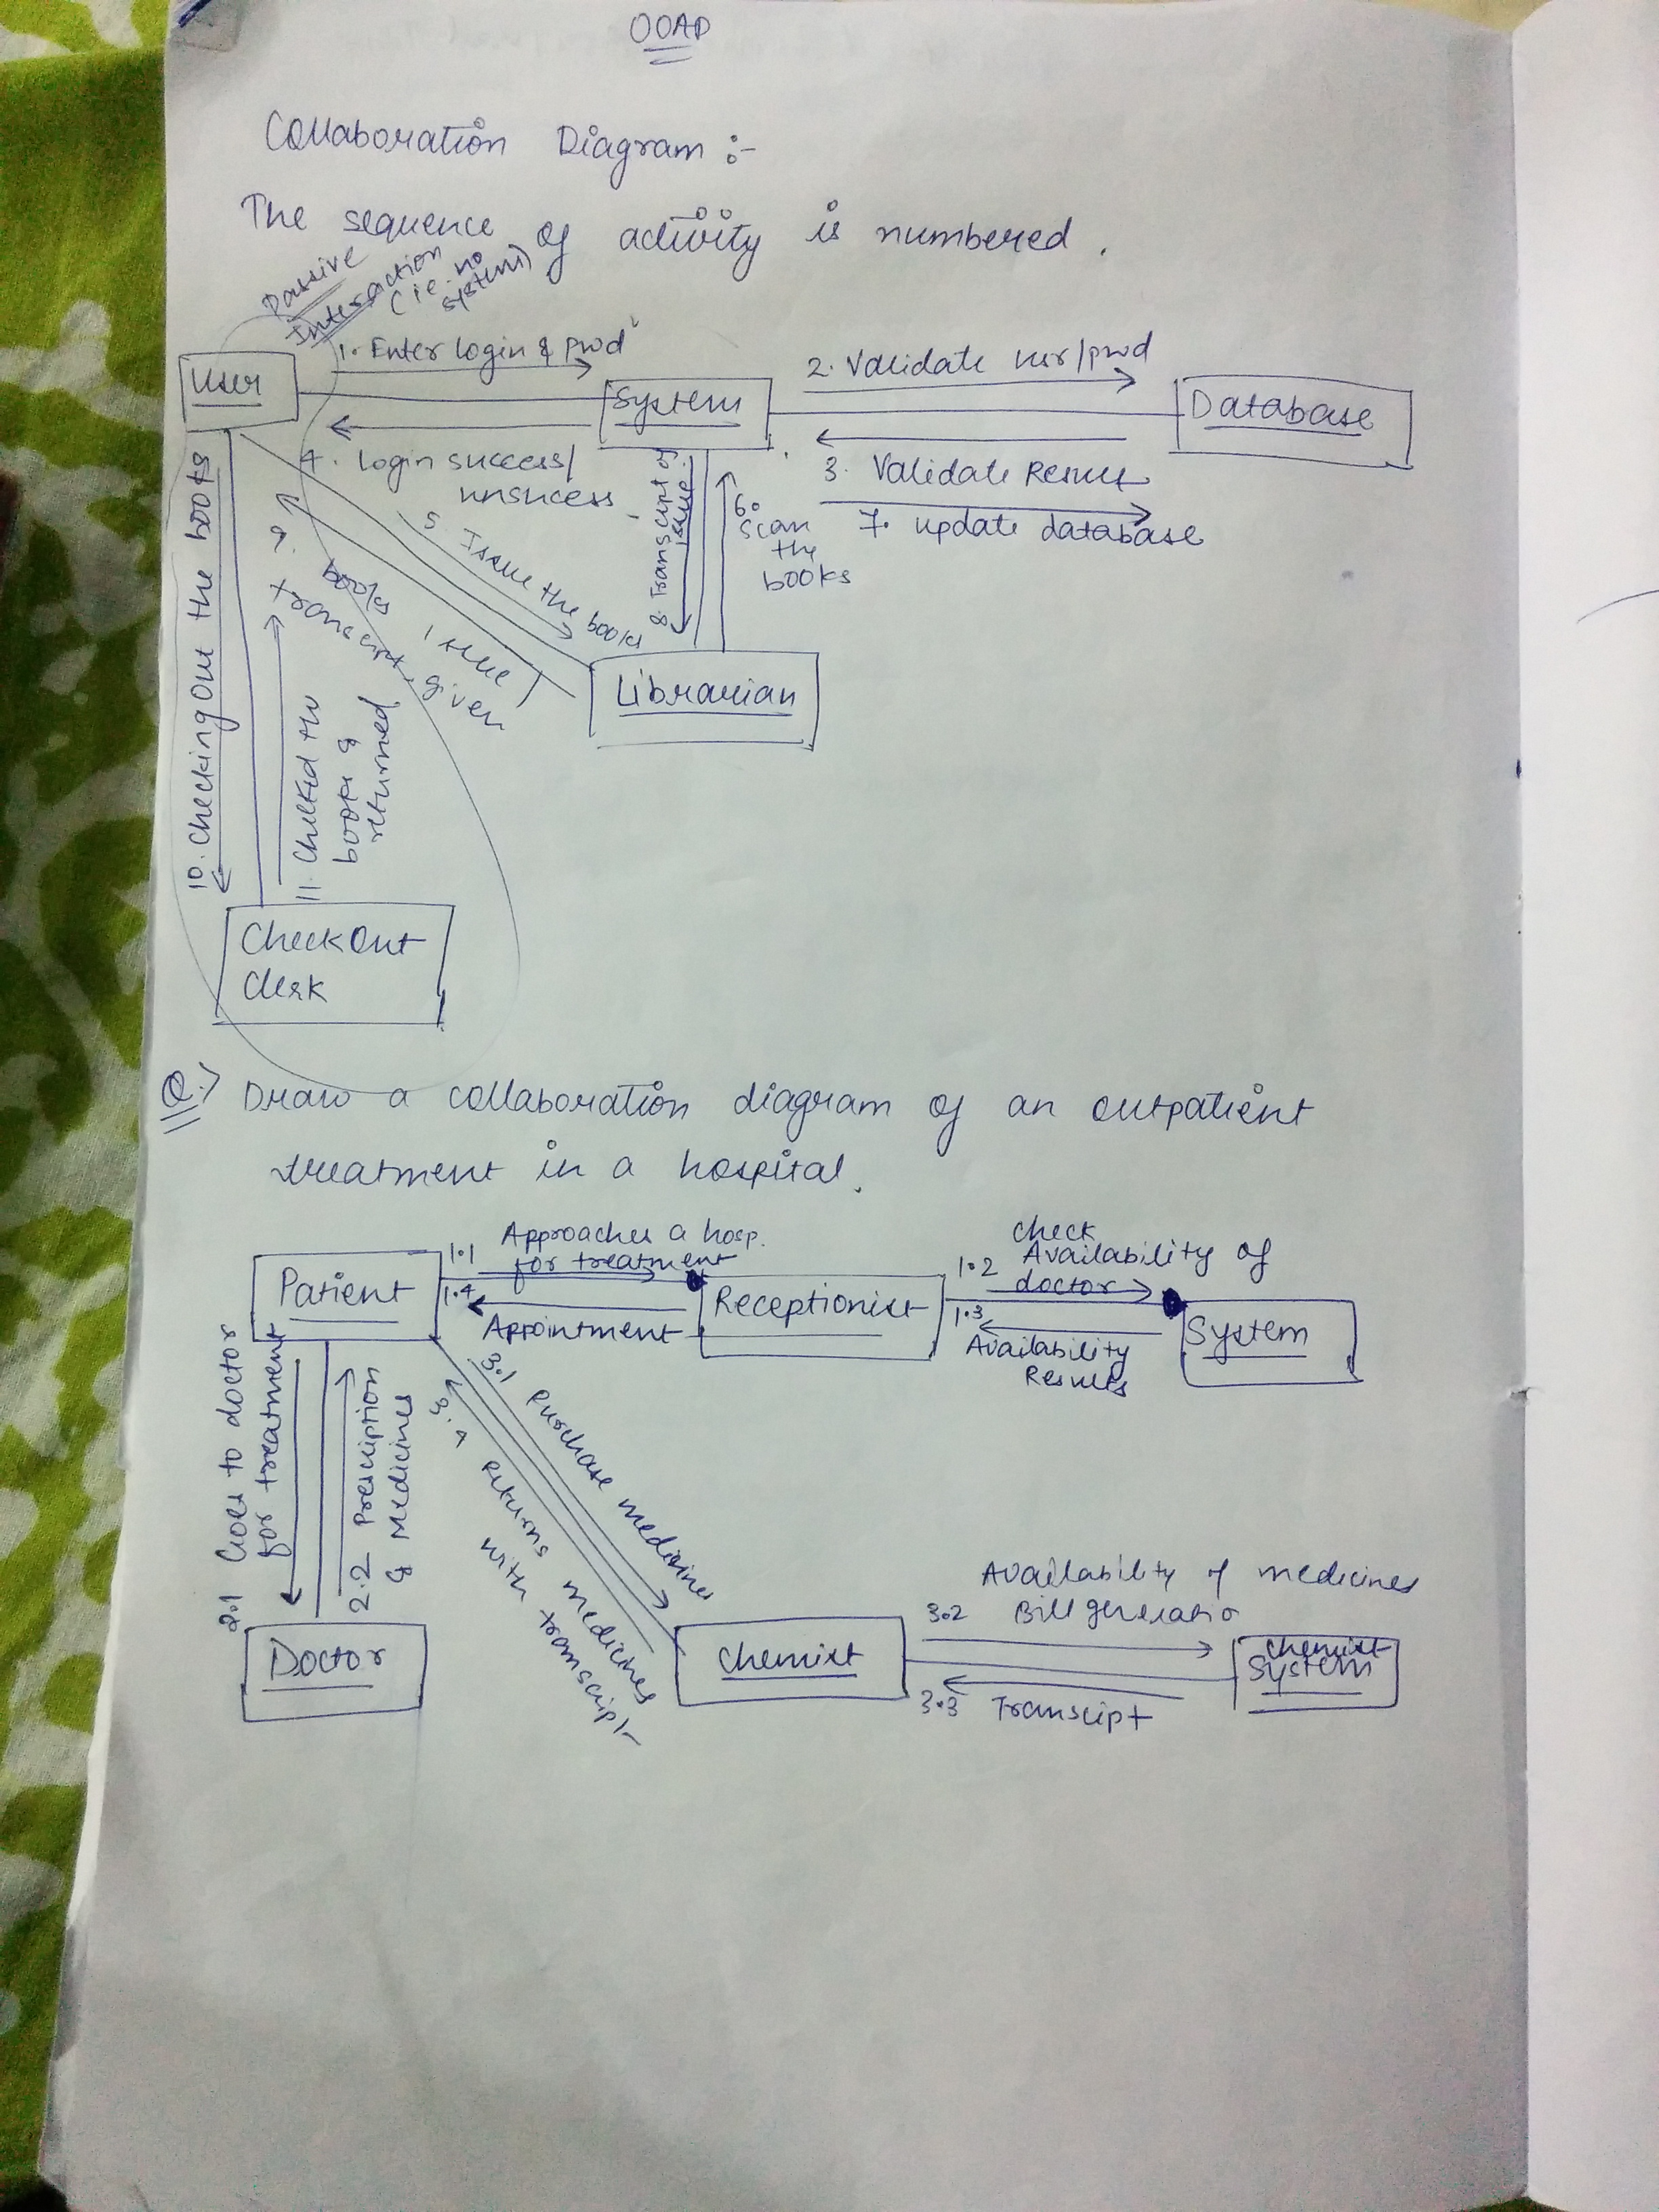 OOAD
Collaboration Diagram :-
The sequence of activity is numbered.
Passive
Interaction
(ie. no
system)
1. Enter login & pwd
2. Validate usr/pwd
User
System
Database
4. Login success/
unsucess
3. Validate Result
7. update database
5. Issue the books
8. Transcript of
issue.
6.
Scan
the
books
9.
books issue
transcript given
Librarian
10. Checking Out the books
11. Checked the
books &
returned
CheckOut
Clerk
Q.) Draw a collaboration diagram of an outpatient
treatment in a hospital.
Patient
1.1 Approaches a hosp.
for treatment
1.4
Appointment
Receptionist
1.2 check
Availability of
doctor
1.3
Availability
Results
System
2.1 Goes to doctor
for treatment
2.2 Prescription
of Medicines
3.1 purchase medicines
3.4 returns medicines
with transcipt
Doctor
Chemist
Availability of medicines
3.2 Bill generatio
3.3 Transcipt
Chemist
System